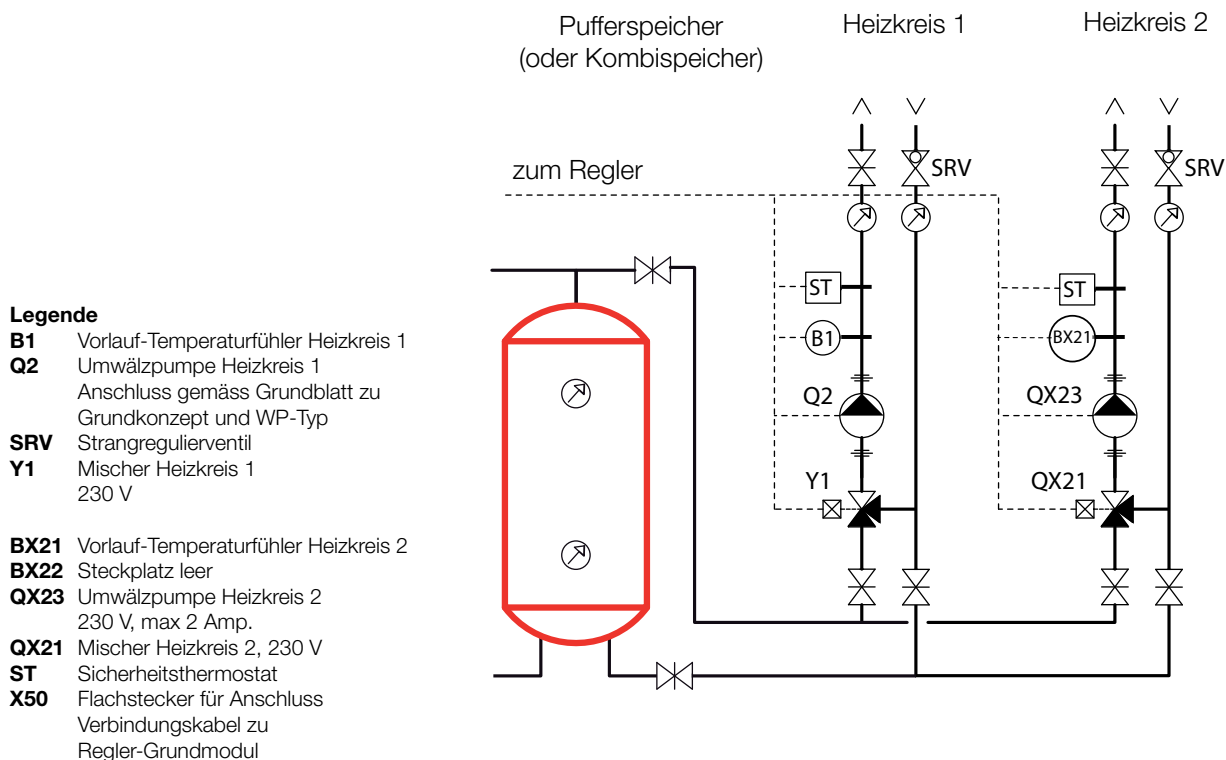 Pufferspeicher
(oder Kombispeicher)
Heizkreis 1
Heizkreis 2
zum Regler
SRV
SRV
ST
ST
B1
BX21
Q2
QX23
Y1
QX21
Legende
B1 Vorlauf-Temperaturfühler Heizkreis 1
Q2 Umwälzpumpe Heizkreis 1
Anschluss gemäss Grundblatt zu
Grundkonzept und WP-Typ
SRV Strangregulierventil
Y1 Mischer Heizkreis 1
230 V
BX21 Vorlauf-Temperaturfühler Heizkreis 2
BX22 Steckplatz leer
QX23 Umwälzpumpe Heizkreis 2
230 V, max 2 Amp.
QX21 Mischer Heizkreis 2, 230 V
ST Sicherheitsthermostat
X50 Flachstecker für Anschluss
Verbindungskabel zu
Regler-Grundmodul